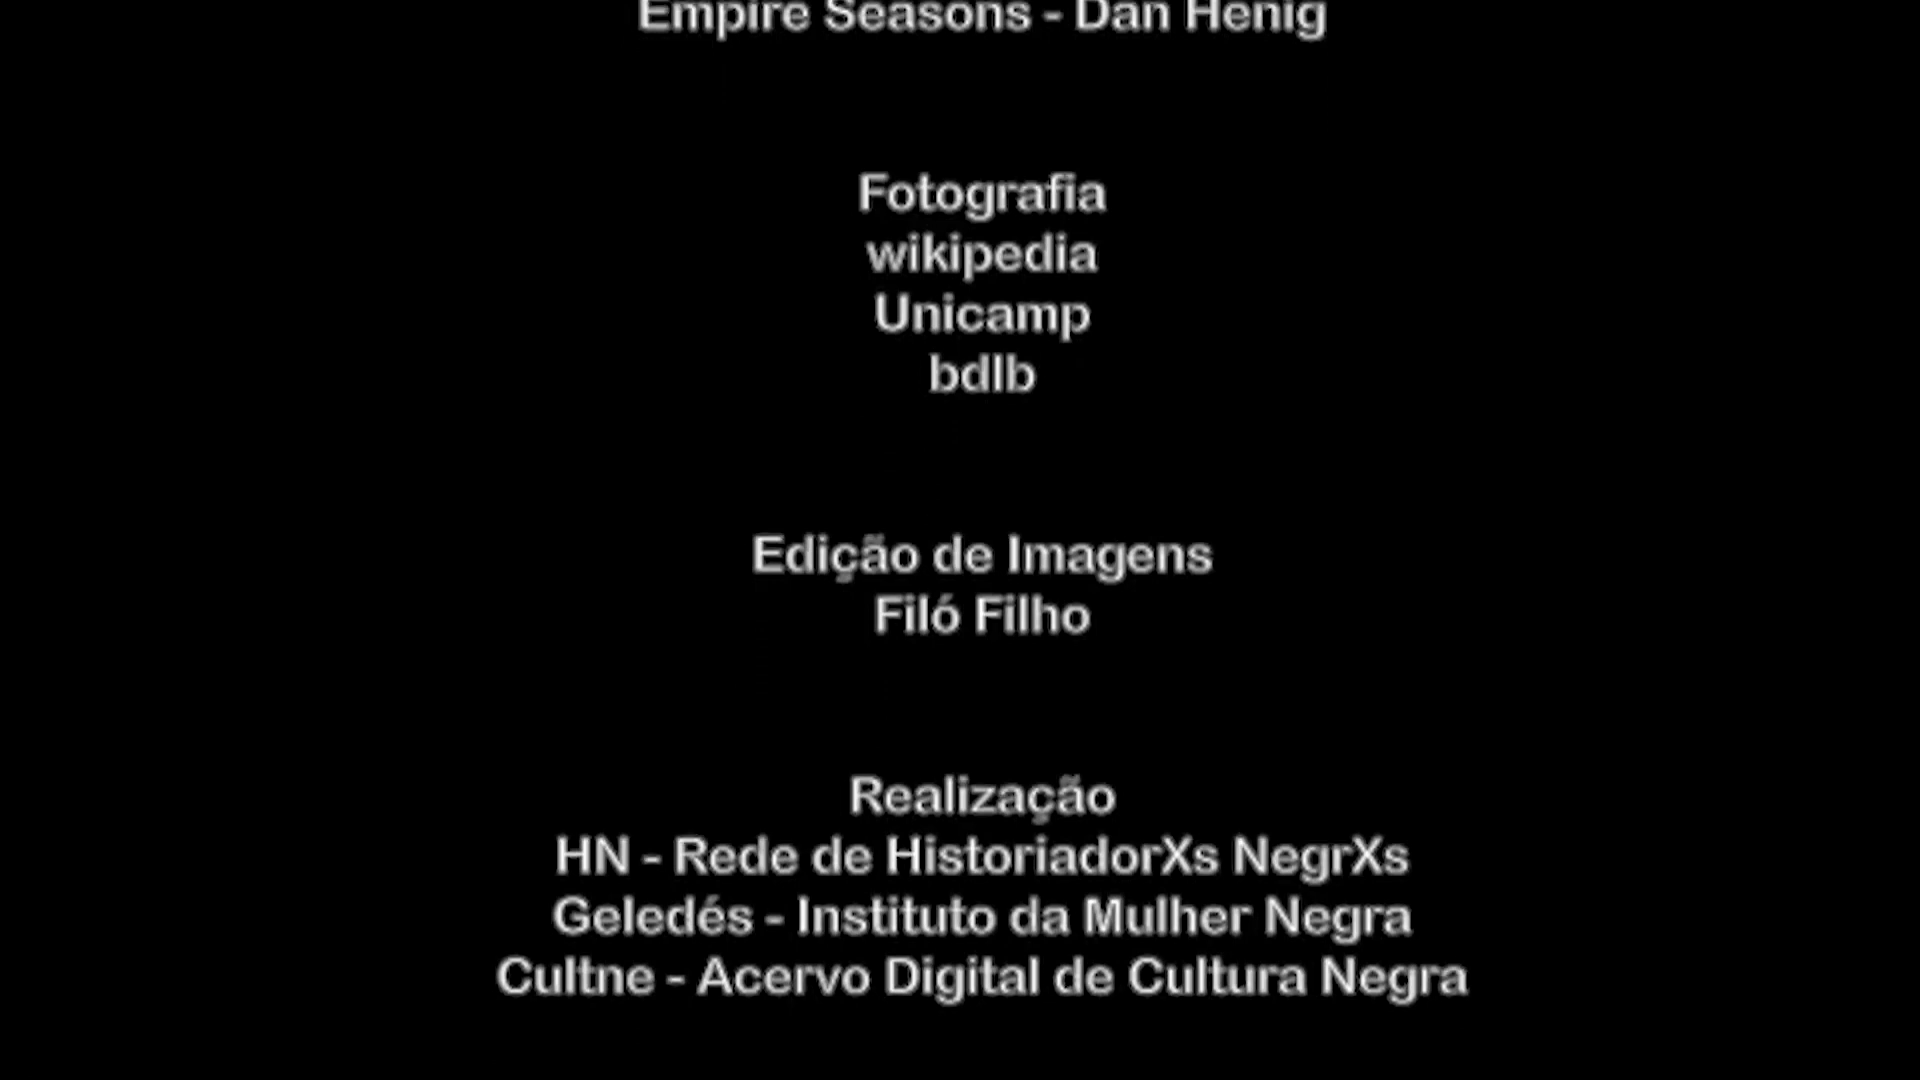 Empire Seasons - Dan Henig
Fotografia
wikipedia
Unicamp
bdlb
Edição de Imagens
Filó Filho
Realização
HN - Rede de HistoriadorXs NegrXs
Geledés - Instituto da Mulher Negra
Cultne - Acervo Digital de Cultura Negra